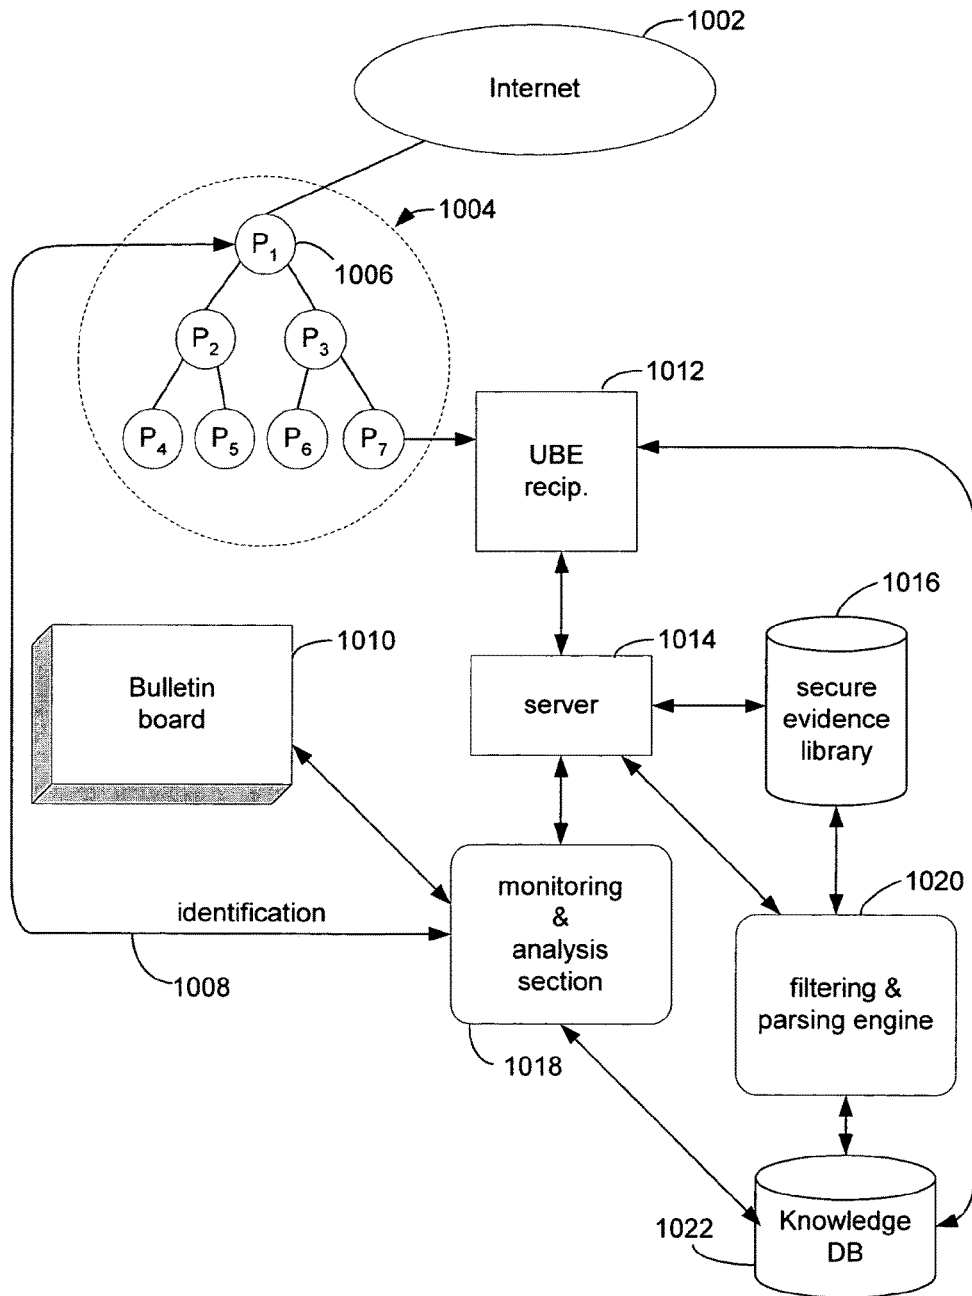 1002
Internet
1004
P1
1006
P2
P3
P4
P5
P6
P7
1012
UBE
recip.
1016
1010
1014
Bulletin
board
server
secure
evidence
library
1020
identification
monitoring
&
analysis
section
1008
filtering &
parsing engine
1018
1022
Knowledge
DB